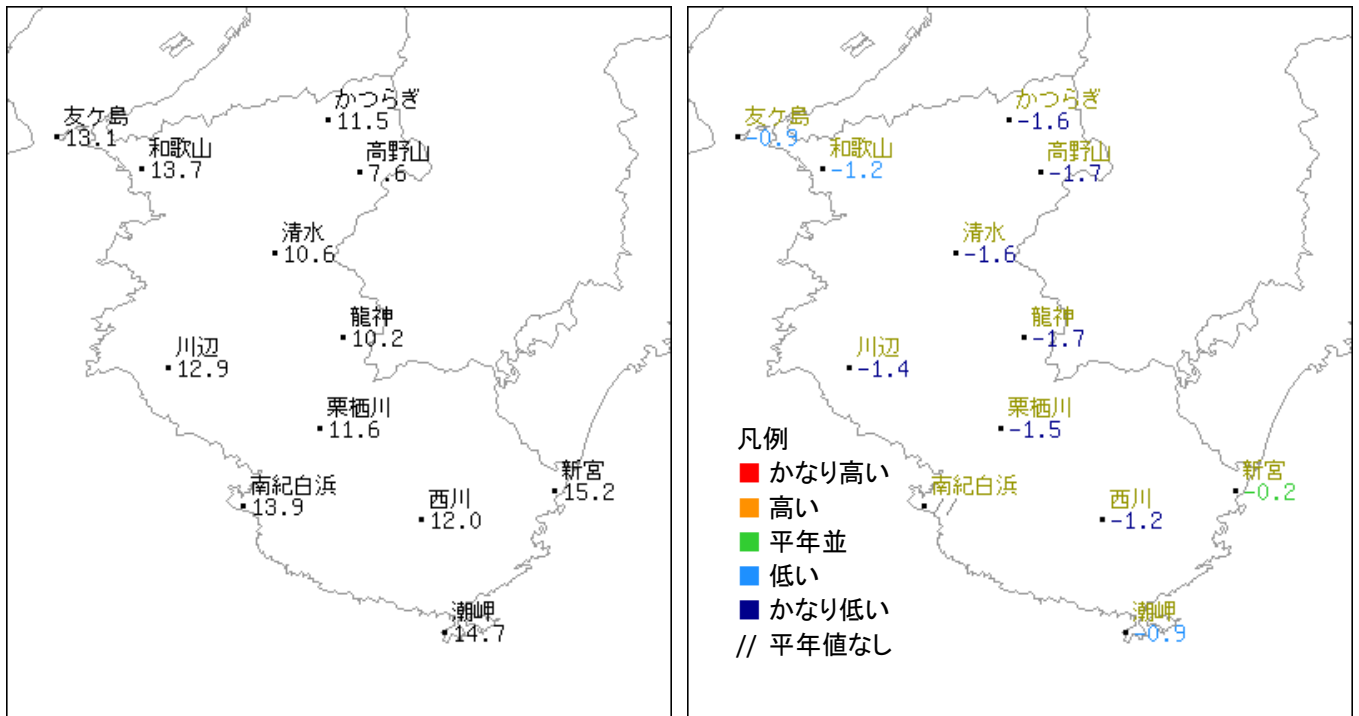 かつらぎ
11.5
友ケ島
13.1
和歌山
13.7
高野山
7.6
清水
10.6
龍神
10.2
川辺
12.9
栗栖川
11.6
南紀白浜
13.9
西川
12.0
新宮
15.2
潮岬
14.7
かつらぎ
-1.6
友ケ島
-0.9
和歌山
-1.2
高野山
-1.7
清水
-1.6
龍神
-1.7
川辺
-1.4
栗栖川
-1.5
南紀白浜
//
西川
-1.2
新宮
-0.2
潮岬
-0.9
凡例
かなり高い
高い
平年並
低い
かなり低い
// 平年値なし